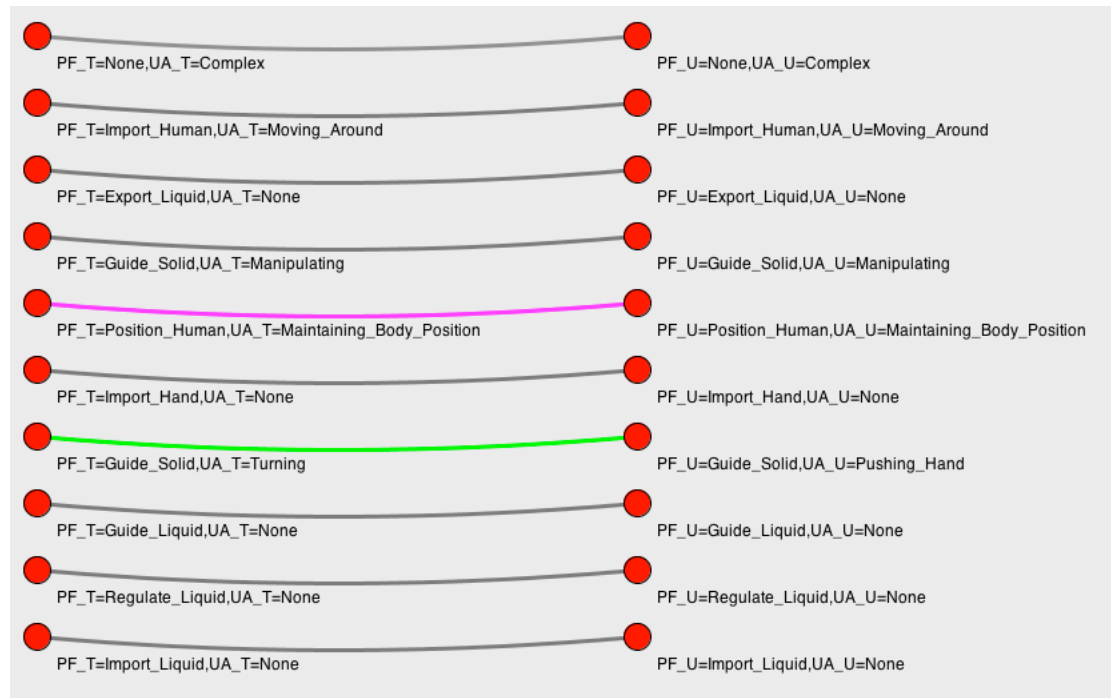 PF_T=None,UA_T=Complex
PF_U=None,UA_U=Complex
PF_T=Import_Human,UA_T=Moving_Around
PF_U=Import_Human,UA_U=Moving_Around
PF_T=Export_Liquid,UA_T=None
PF_U=Export_Liquid,UA_U=None
PF_T=Guide_Solid,UA_T=Manipulating
PF_U=Guide_Solid,UA_U=Manipulating
PF_T=Position_Human,UA_T=Maintaining_Body_Position
PF_U=Position_Human,UA_U=Maintaining_Body_Position
PF_T=Import_Hand,UA_T=None
PF_U=Import_Hand,UA_U=None
PF_T=Guide_Solid,UA_T=Turning
PF_U=Guide_Solid,UA_U=Pushing_Hand
PF_T=Guide_Liquid,UA_T=None
PF_U=Guide_Liquid,UA_U=None
PF_T=Regulate_Liquid,UA_T=None
PF_U=Regulate_Liquid,UA_U=None
PF_T=Import_Liquid,UA_T=None
PF_U=Import_Liquid,UA_U=None